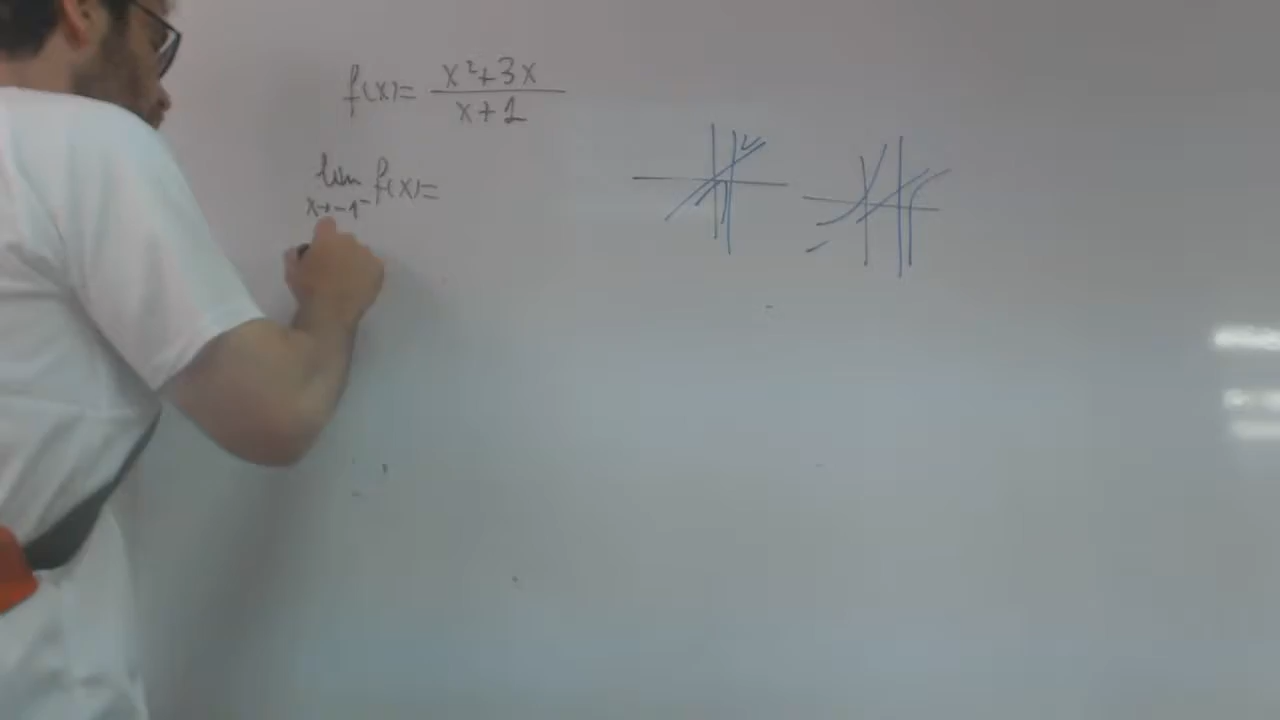 f(x)= x²+3x / x+1
lim f(x)=
x→-1⁻